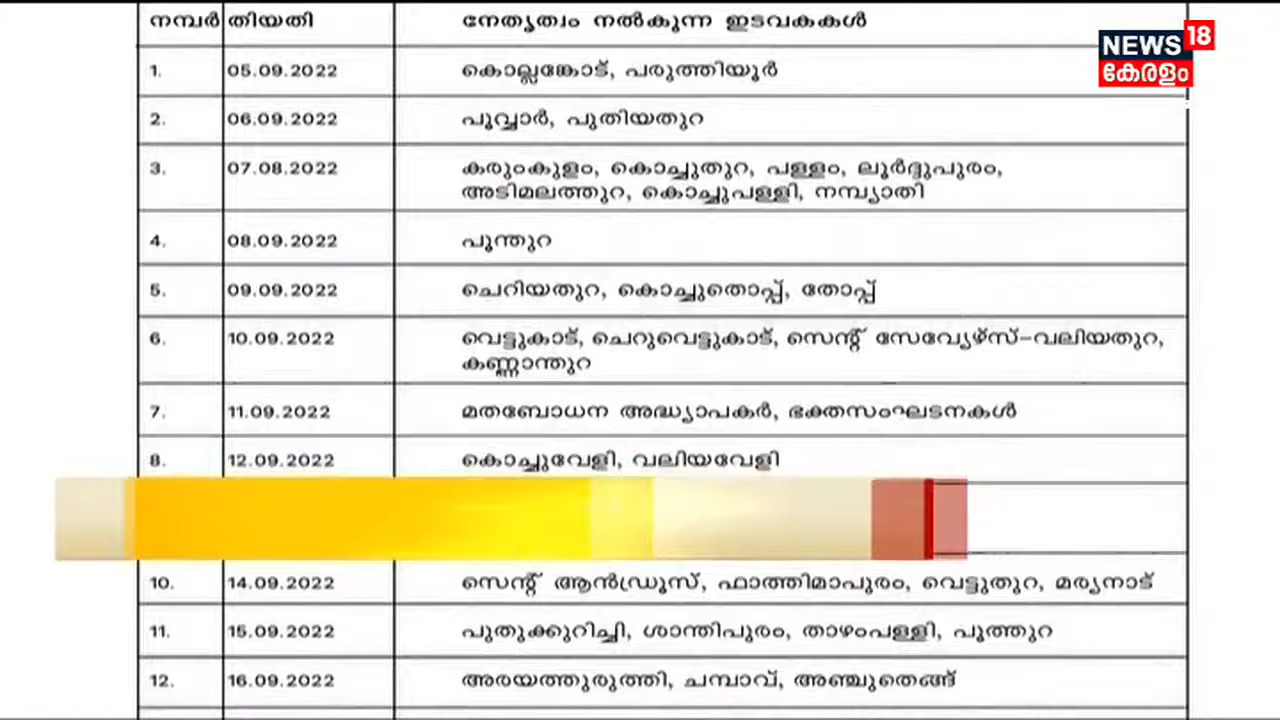 നമ്പർ തിയതി നേതൃത്വം നൽകുന്ന ഇടവകകൾ
NEWS 18
കേരളം
1. 05.09.2022 കൊല്ലങ്കോട്, പരുത്തിയൂർ
2. 06.09.2022 പൂവ്വാർ, പുതിയതുറ
3. 07.08.2022 കരുംകുളം, കൊച്ചുതുറ, പള്ളം, ലൂർദ്ദുപുരം,
അടിമലത്തുറ, കൊച്ചുപള്ളി, നമ്പ്യാതി
4. 08.09.2022 പൂന്തുറ
5. 09.09.2022 ചെറിയതുറ, കൊച്ചുതൊപ്പ്, തോപ്പ്
6. 10.09.2022 വെട്ടുകാട്, ചെറുവെട്ടുകാട്, സെന്റ് സേവ്യേഴ്സ്-വലിയതുറ,
കണ്ണാന്തുറ
7. 11.09.2022 മതബോധന അദ്ധ്യാപകർ, ഭക്തസംഘടനകൾ
8. 12.09.2022 കൊച്ചുവേളി, വലിയവേളി
10. 14.09.2022 സെന്റ് ആൻഡ്രൂസ്, ഫാത്തിമാപുരം, വെട്ടുതുറ, മര്യനാട്
11. 15.09.2022 പുതുക്കുറിച്ചി, ശാന്തിപുരം, താഴംപള്ളി, പൂത്തുറ
12. 16.09.2022 അരയത്തുരുത്തി, ചമ്പാവ്, അഞ്ചുതെങ്ങ്